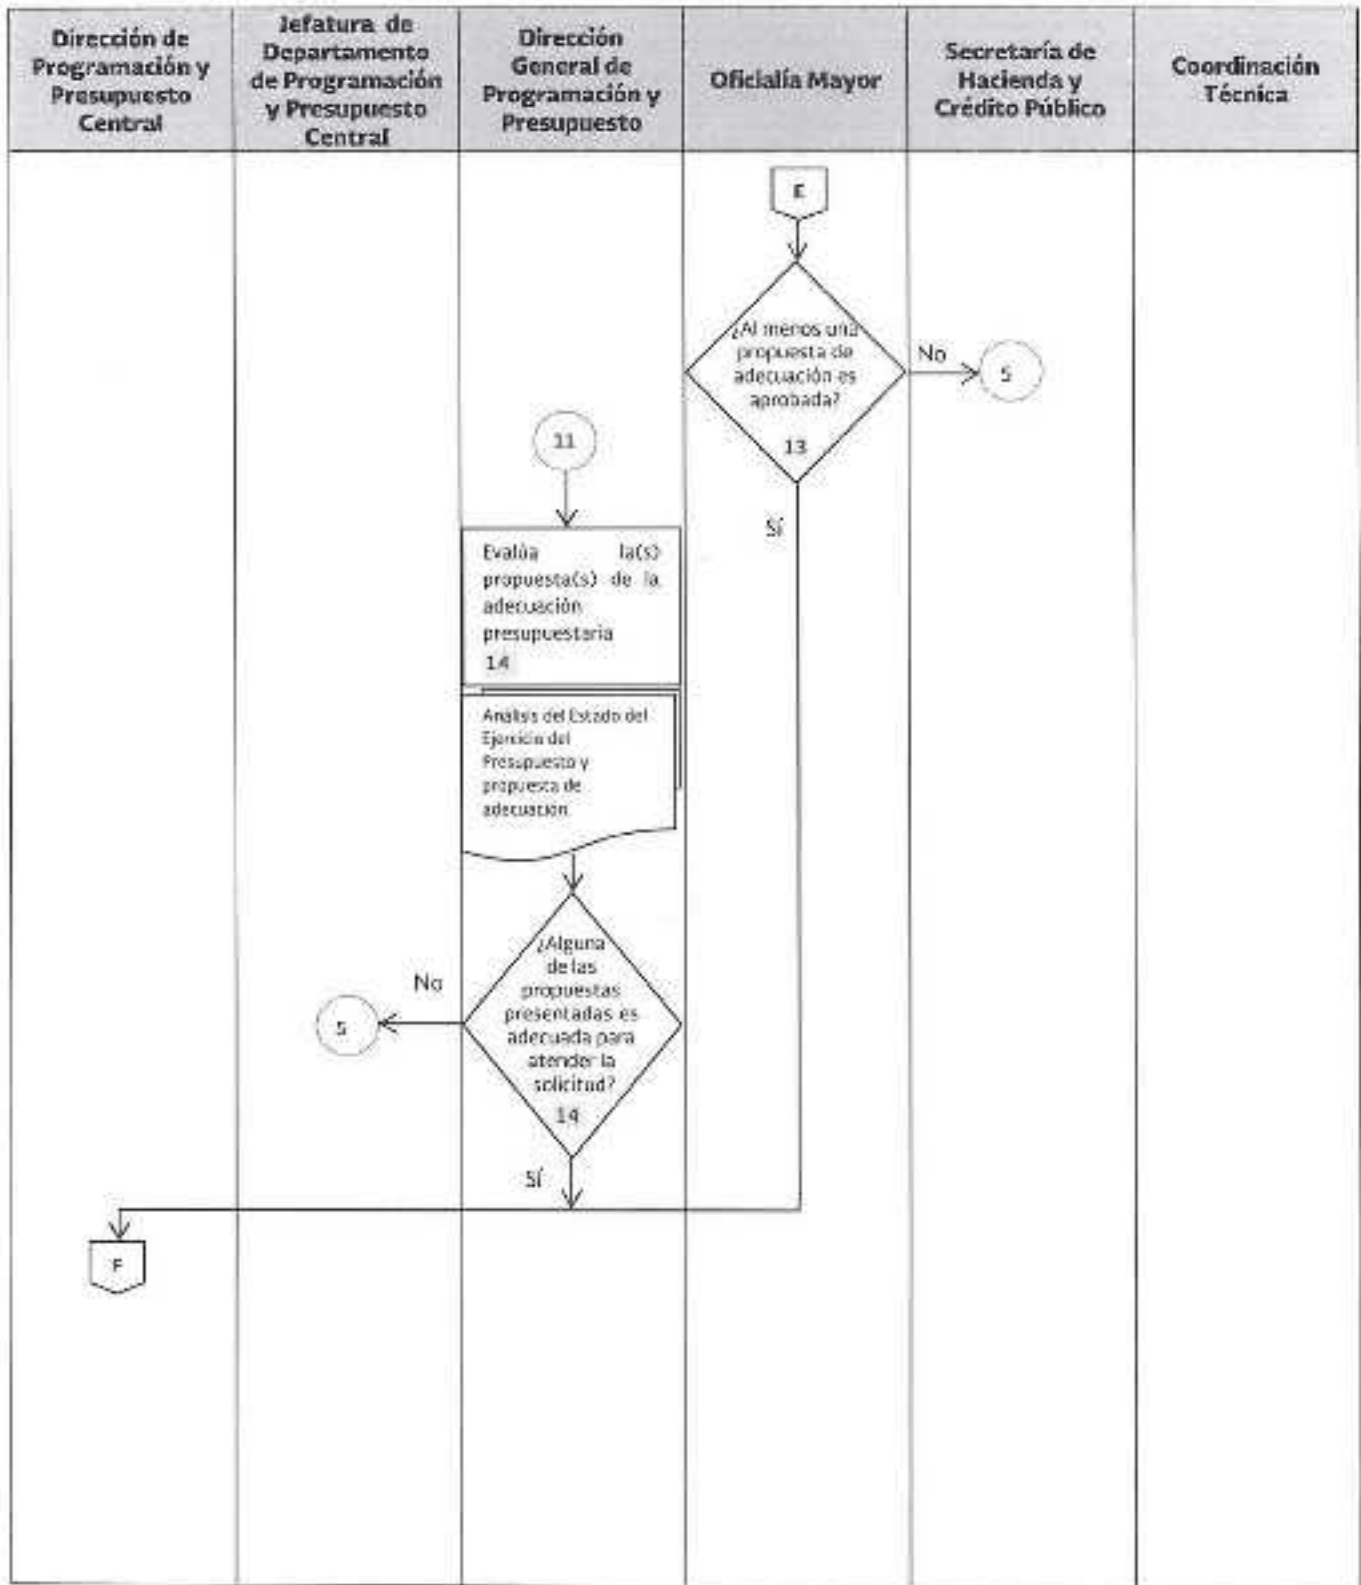 Dirección de
Programación y
Presupuesto
Central
Jefatura de
Departamento
de Programación
y Presupuesto
Central
Dirección
General de
Programación y
Presupuesto
Oficialía Mayor
Secretaría de
Hacienda y
Crédito Público
Coordinación
Técnica
E
¿Al menos una
propuesta de
adecuación es
aprobada?
13
No
5
Sí
11
Evalúa la(s)
propuesta(s) de la
adecuación
presupuestaria
14
Análisis del Estado del
Ejercicio del
Presupuesto y
propuesta de
adecuación
¿Alguna
de las
propuestas
presentadas es
adecuada para
atender la
solicitud?
14
No
5
Sí
F